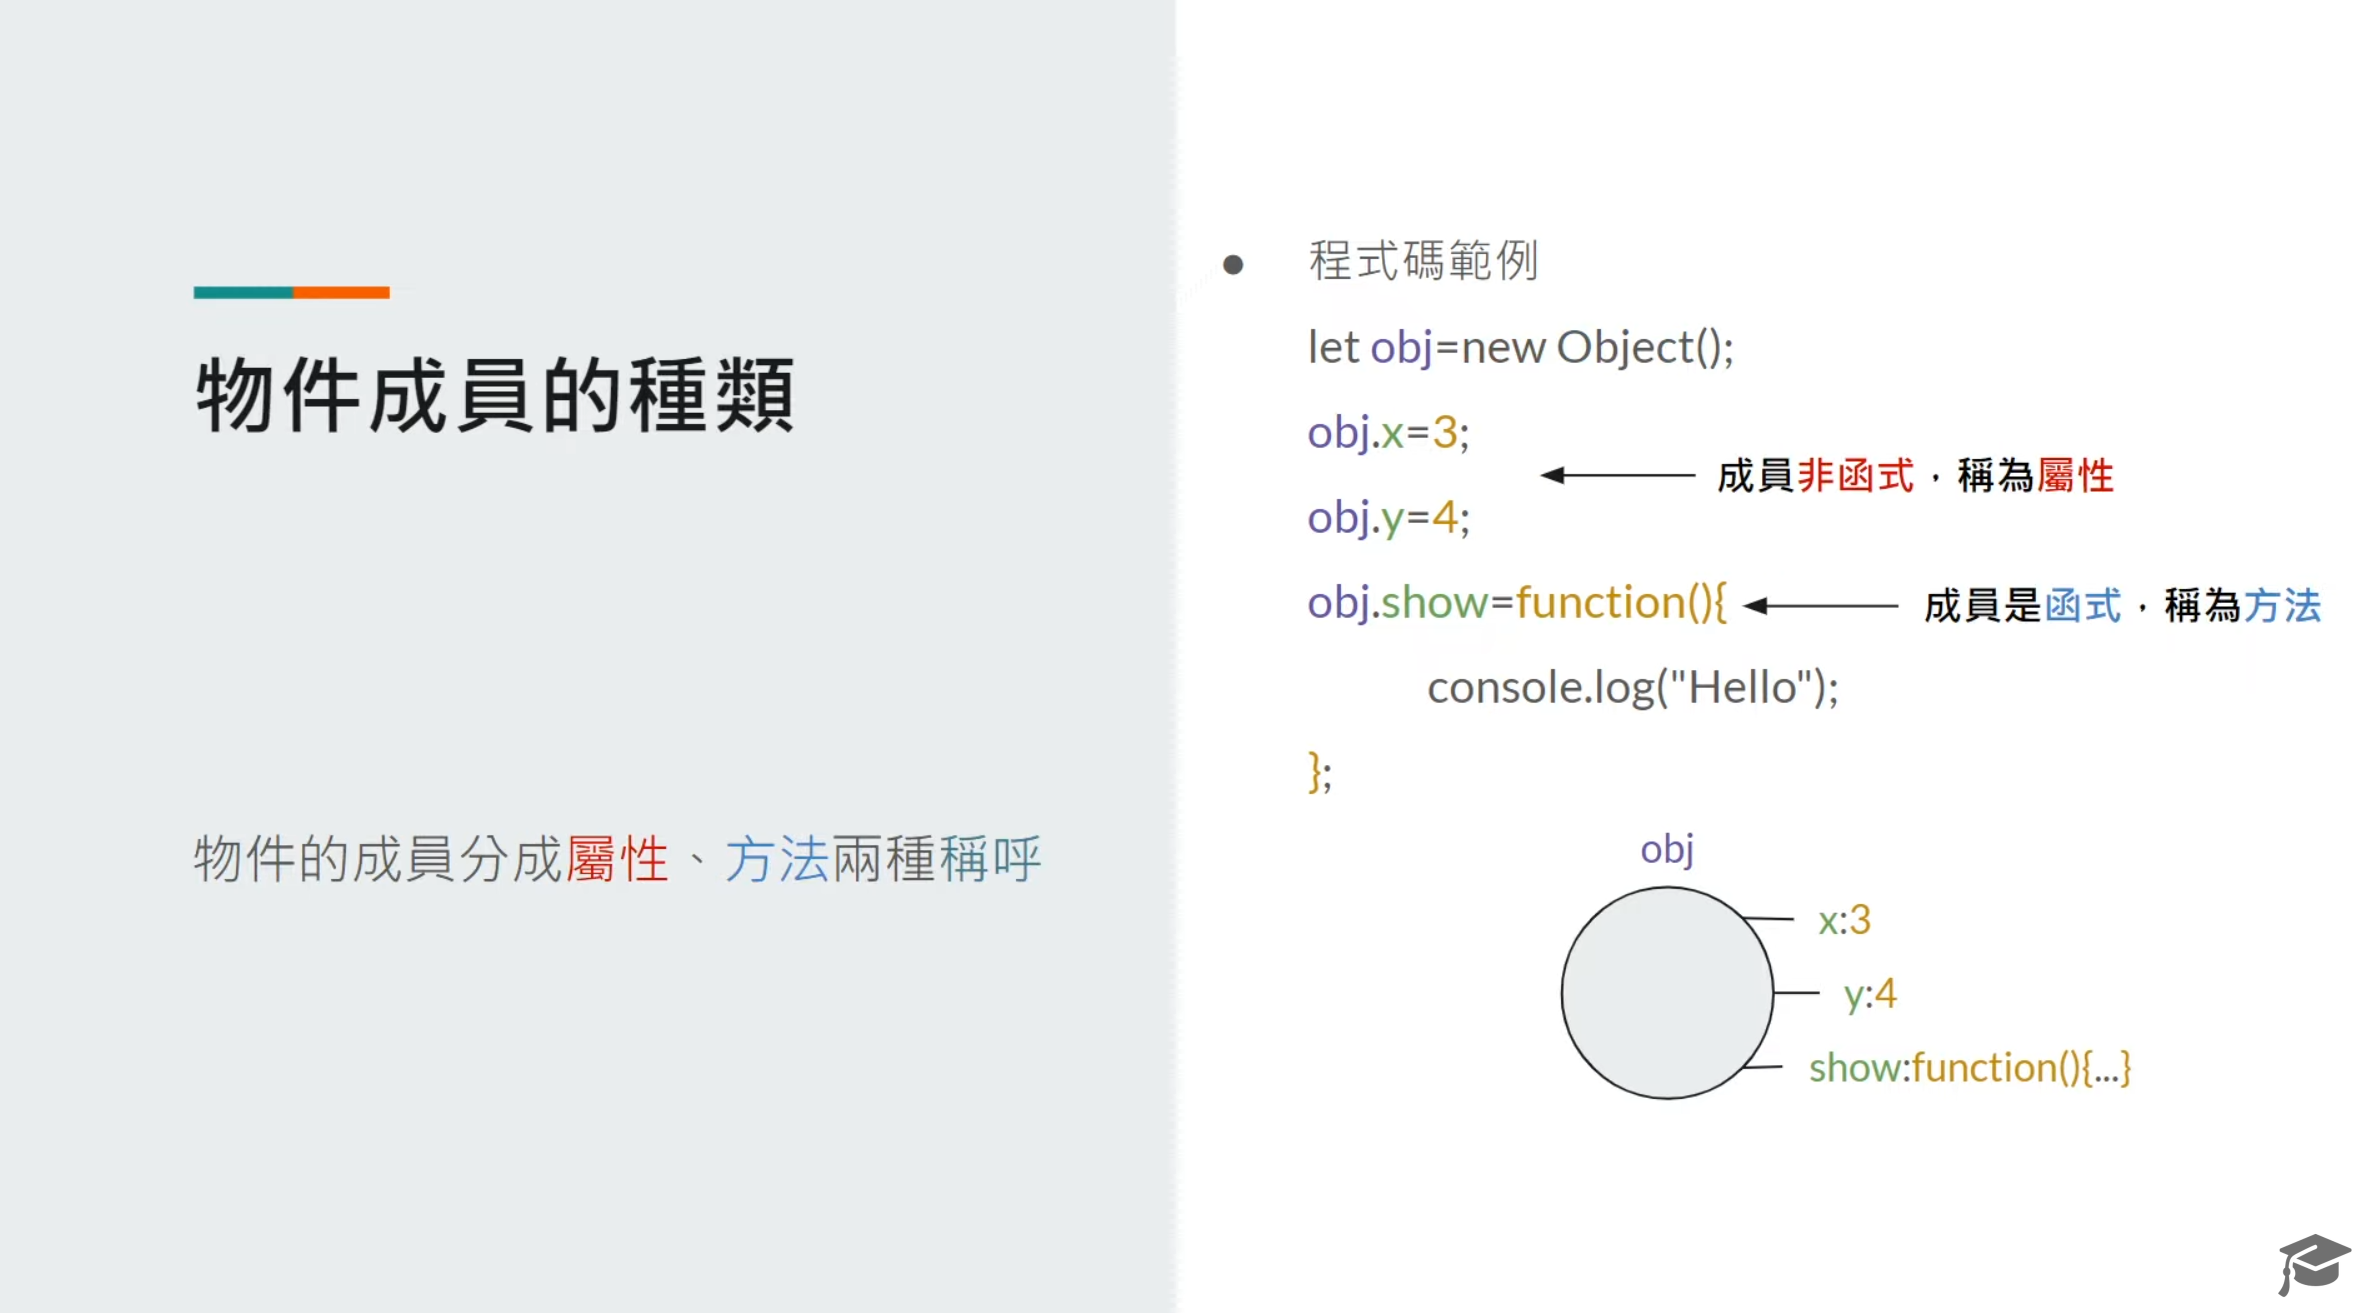 物件成員的種類
物件的成員分成屬性、方法兩種稱呼
● 程式碼範例
let obj=new Object();
obj.x=3;
成員非函式，稱為屬性
obj.y=4;
obj.show=function(){
成員是函式，稱為方法
console.log("Hello");
};
obj
x:3
y:4
show:function(){...}